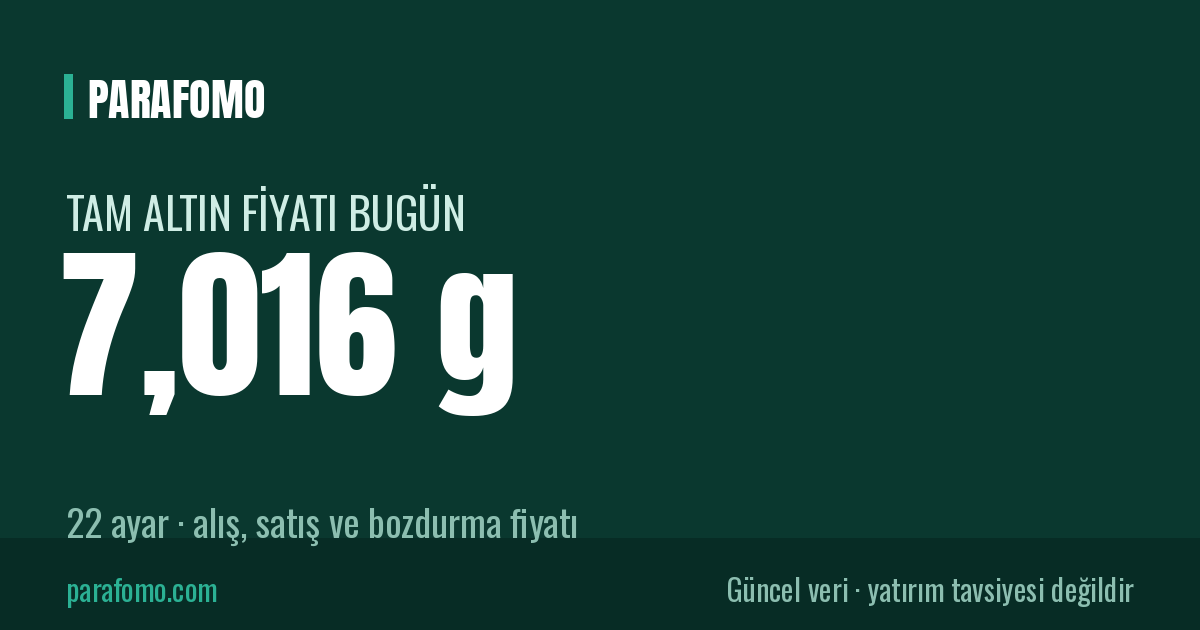 PARAFOMO
TAM ALTIN FİYATI BUGÜN
7,016 g
22 ayar · alış, satış ve bozdurma fiyatı
parafomo.com
Güncel veri · yatırım tavsiyesi değildir